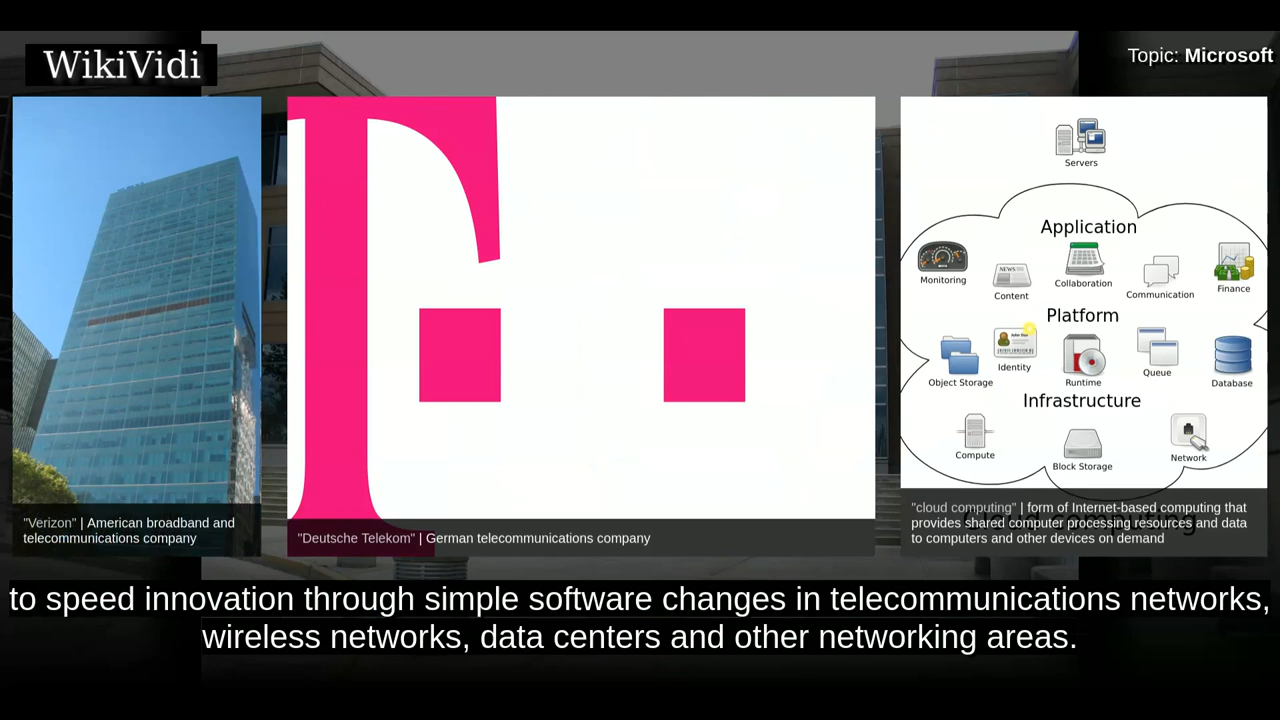 WikiVidi
Topic: Microsoft
Servers
Application
Monitoring
NEWS
Content
Collaboration
Communication
Finance
Platform
Object Storage
Identity
Runtime
Queue
Database
Infrastructure
Compute
Block Storage
Network
Cloud computing
"Verizon" | American broadband and
telecommunications company
"Deutsche Telekom" | German telecommunications company
"cloud computing" | form of Internet-based computing that
provides shared computer processing resources and data
to computers and other devices on demand
to speed innovation through simple software changes in telecommunications networks,
wireless networks, data centers and other networking areas.